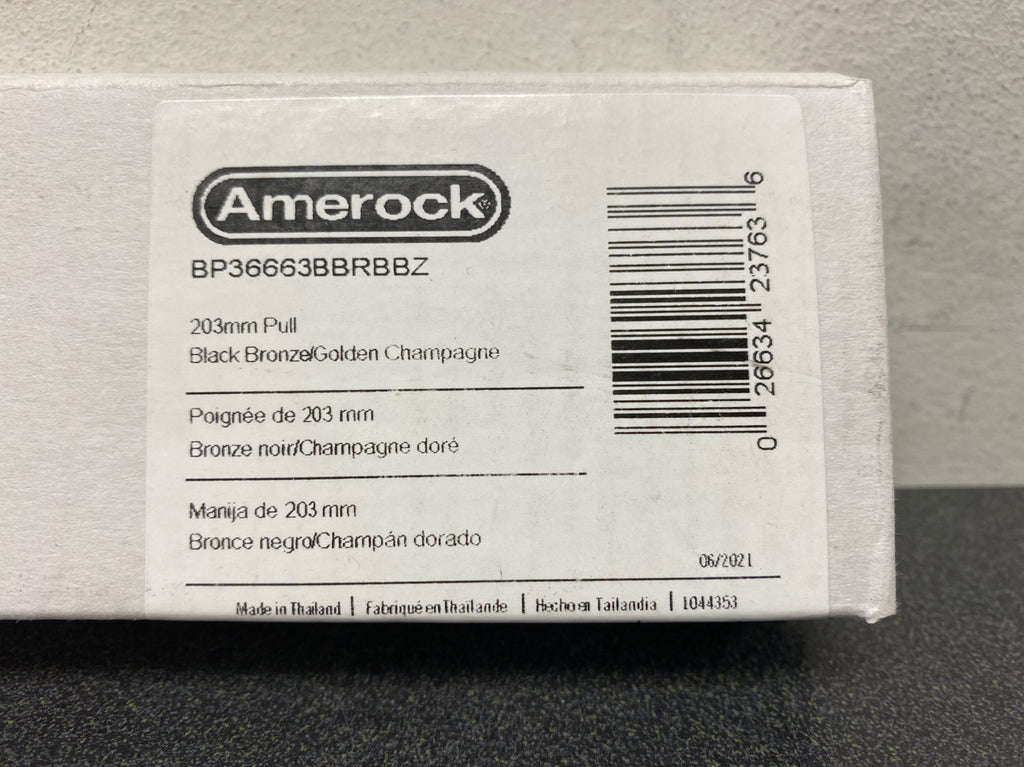 Amerock®
BP36663BBRBBZ
203mm Pull
Black Bronze/Golden Champagne
Poignée de 203 mm
Bronze noir/Champagne doré
Manija de 203 mm
Bronce negro/Champán dorado
06/2021
Made in Thailand | Fabriqué en Thaïlande | Hecho en Tailandia | 1044353
0 26634 23763 6